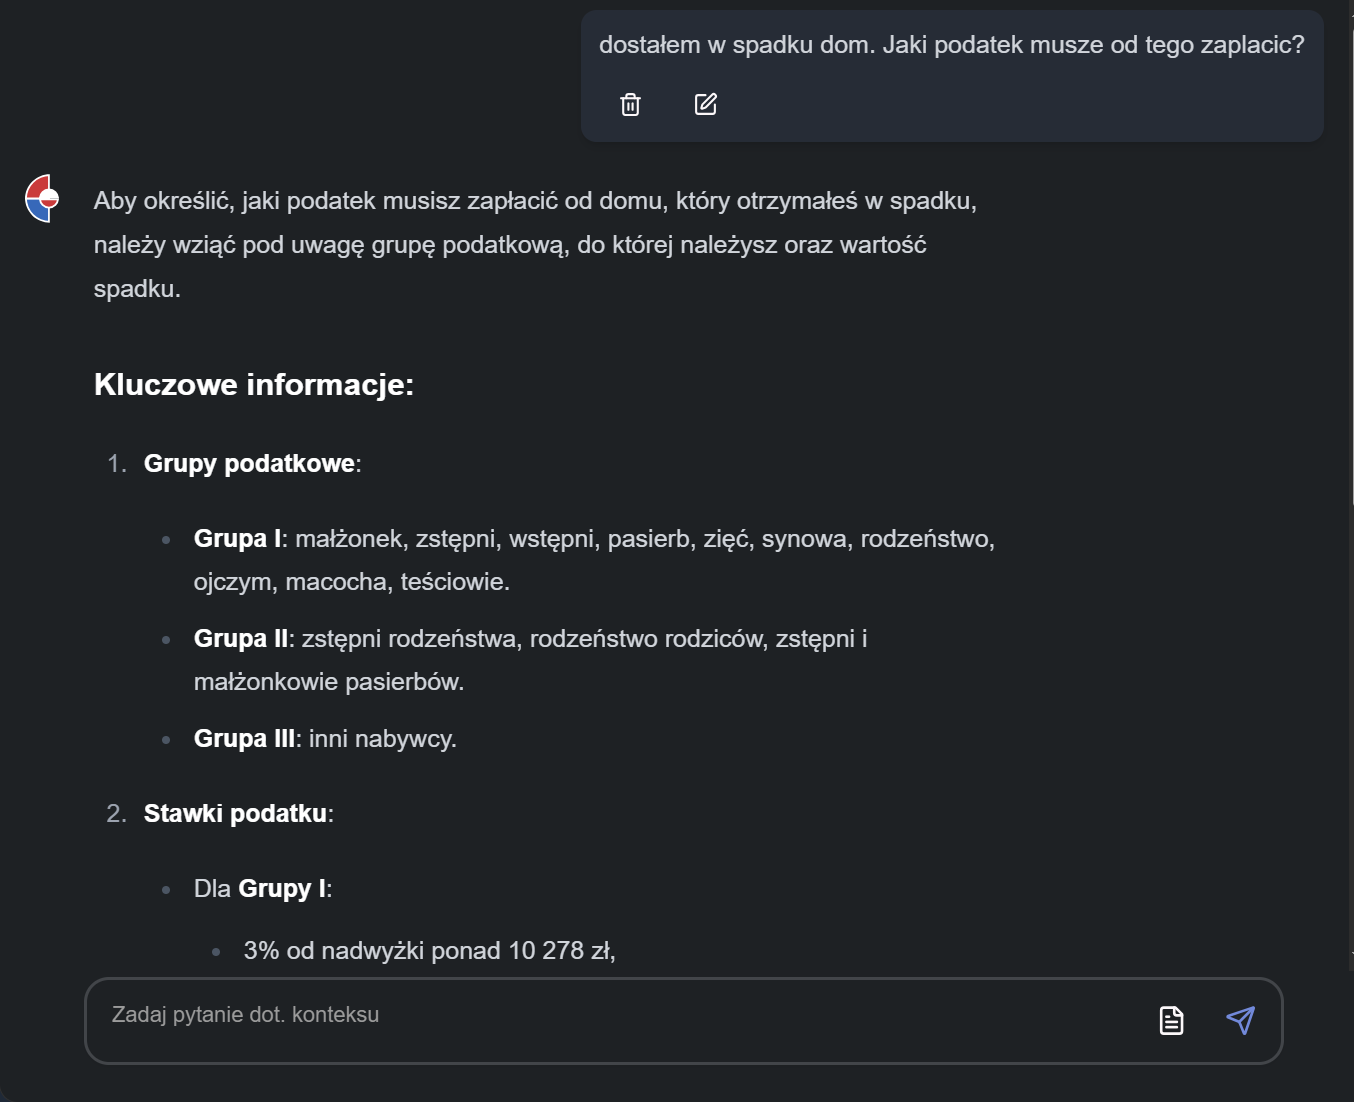 dostałem w spadku dom. Jaki podatek musze od tego zaplacic?
Aby określić, jaki podatek musisz zapłacić od domu, który otrzymałeś w spadku,
należy wziąć pod uwagę grupę podatkową, do której należysz oraz wartość
spadku.
Kluczowe informacje:
1. Grupy podatkowe:
Grupa I: małżonek, zstępni, wstępni, pasierb, zięć, synowa, rodzeństwo,
ojczym, macocha, teściowie.
Grupa II: zstępni rodzeństwa, rodzeństwo rodziców, zstępni i
małżonkowie pasierbów.
Grupa III: inni nabywcy.
2. Stawki podatku:
Dla Grupy I:
3% od nadwyżki ponad 10 278 zł,
Zadaj pytanie dot. konteksu